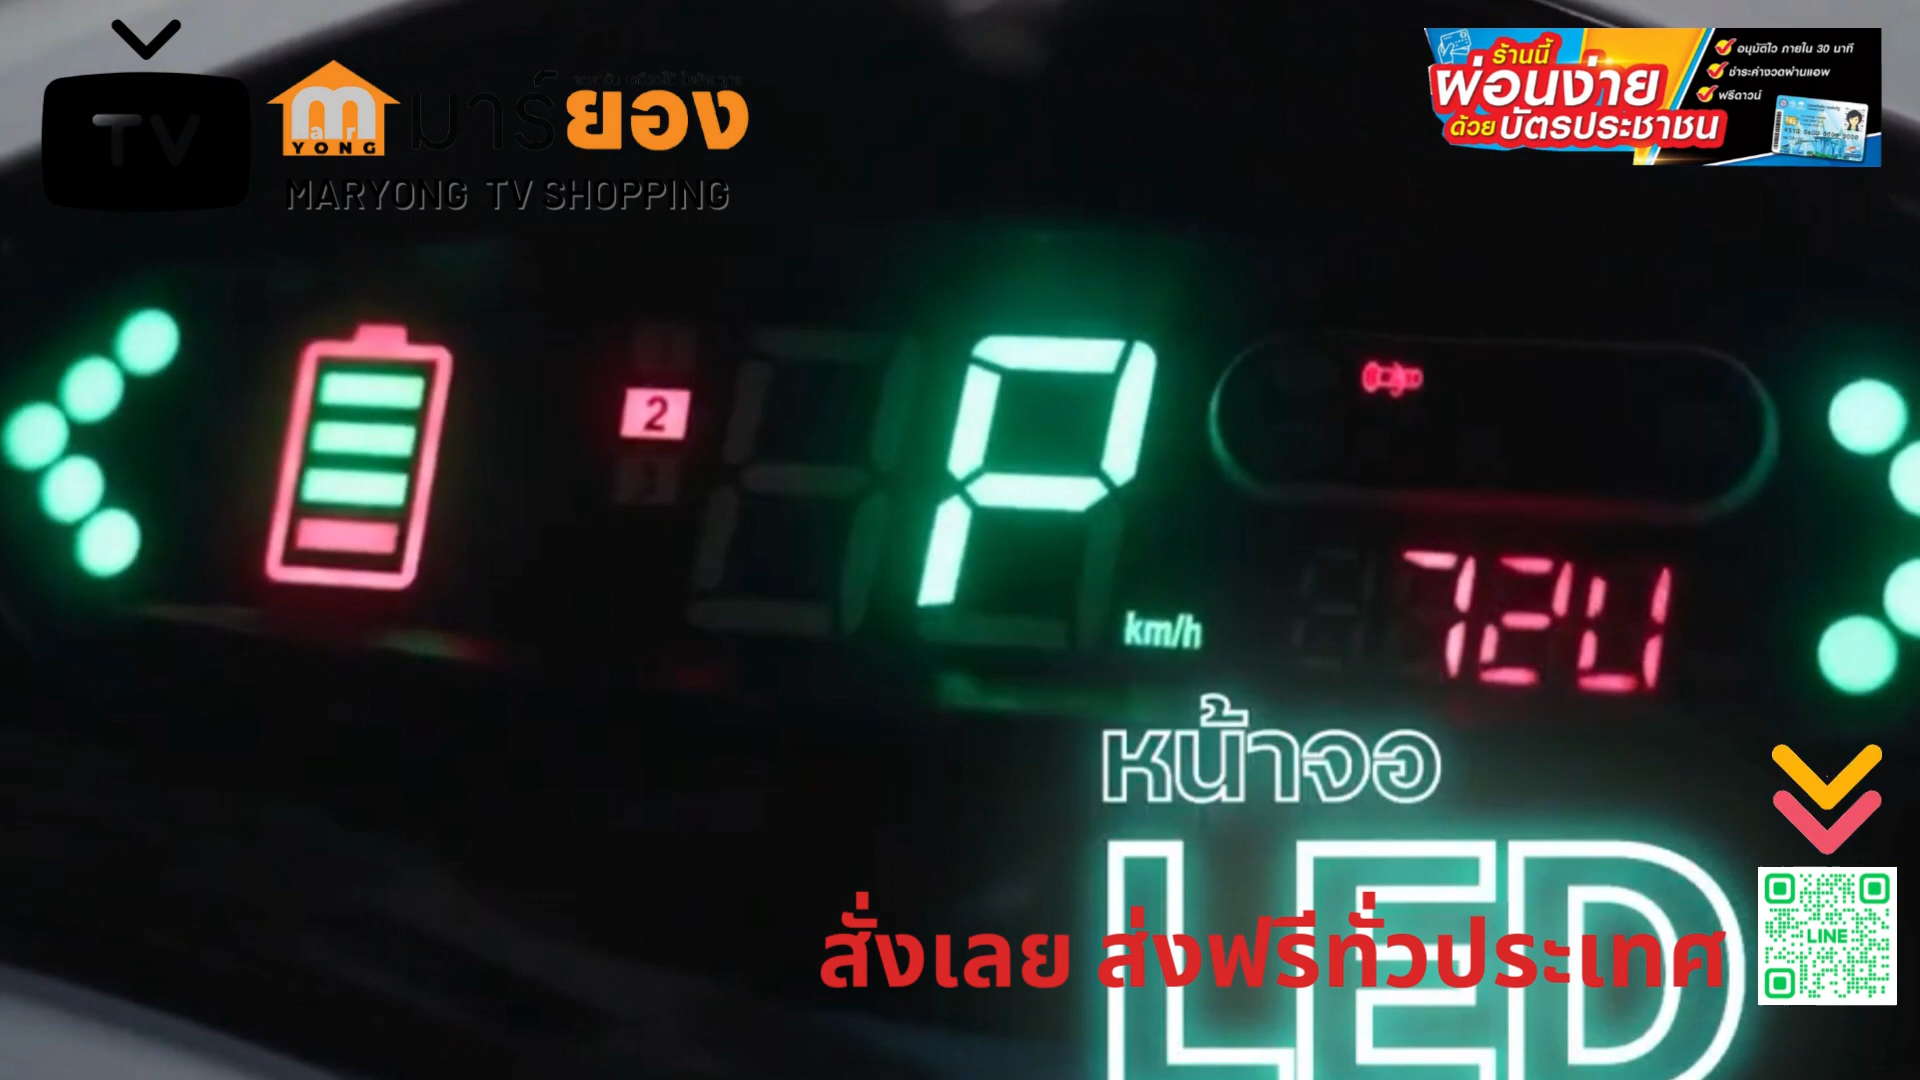 TV
mar
YONG
มาร์ยอง
MARYONG TV SHOPPING
ร้านนี้
ผ่อนง่าย
ด้วยบัตรประชาชน
อนุมัติไว ภายใน 30 นาที
ชำระค่างวดผ่านแอพ
ฟรีดาวน์
2
P
km/h
72U
หน้าจอ
LED
สั่งเลย ส่งฟรีทั่วประเทศ
LINE